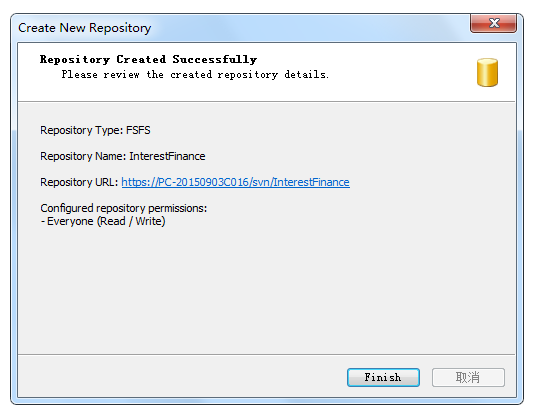 Create New Repository
Repository Created Successfully
Please review the created repository details.
Repository Type: FSFS
Repository Name: InterestFinance
Repository URL: https://PC-20150903C016/svn/InterestFinance
Configured repository permissions:
- Everyone (Read / Write)
Finish 取消